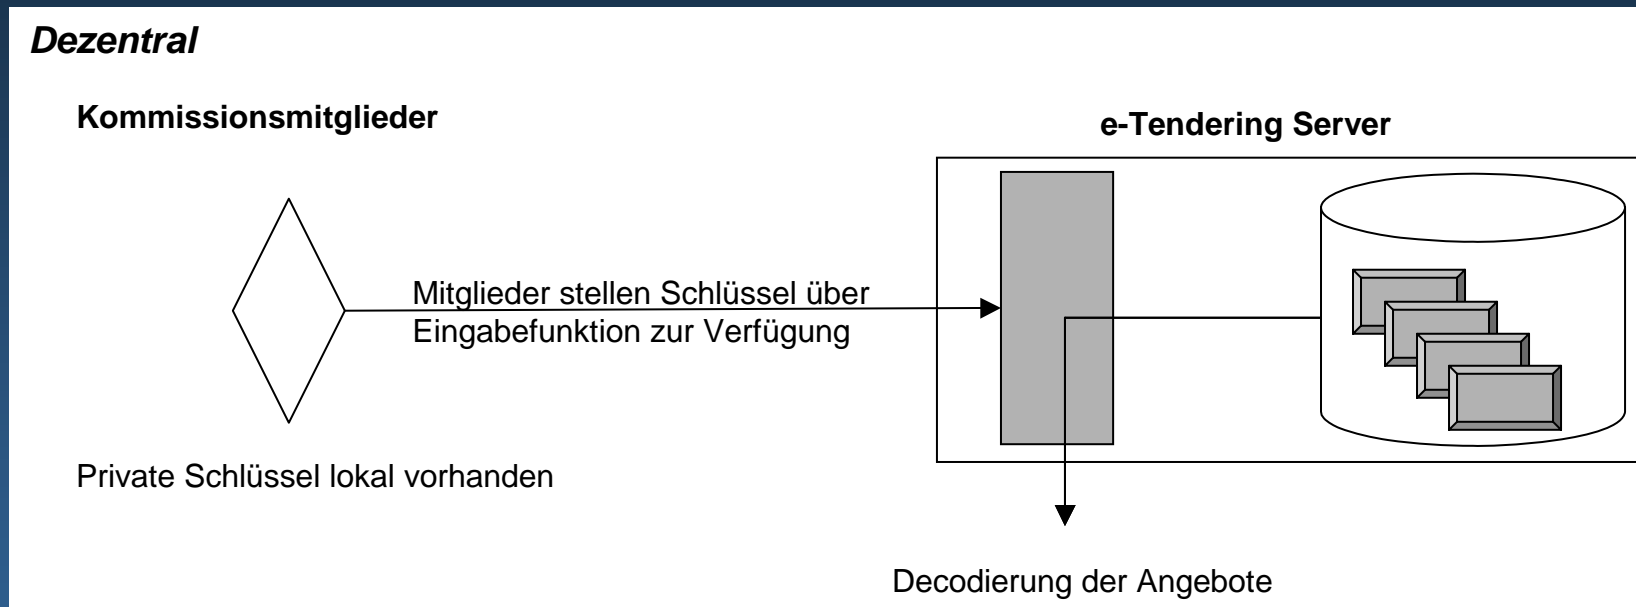 Dezentral
Kommissionsmitglieder
e-Tendering Server
Mitglieder stellen Schlüssel über
Eingabefunktion zur Verfügung
Private Schlüssel lokal vorhanden
Decodierung der Angebote